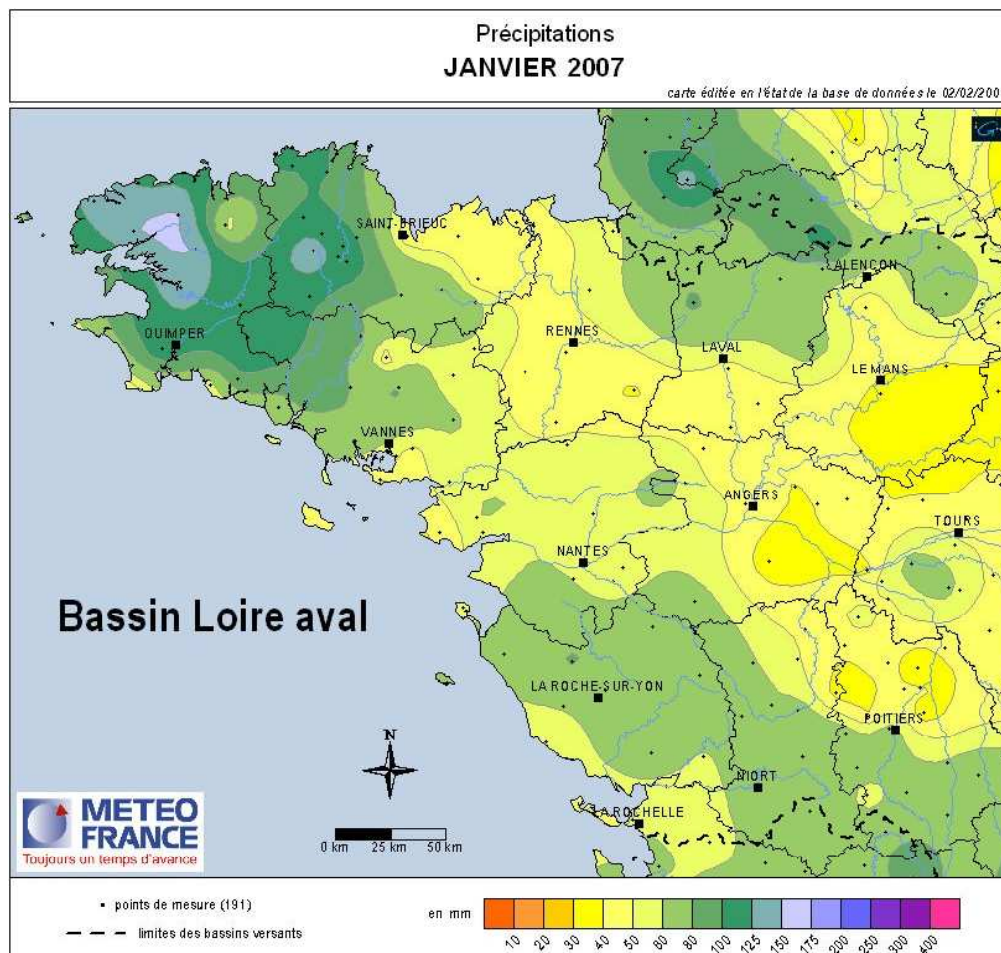 Précipitations
JANVIER 2007
carte éditée en l'état de la base de données le 02/02/200
SAINT-BRIEUC
ALENCON
QUIMPER
RENNES
LAVAL
LE MANS
VANNES
ANGERS
TOURS
NANTES
Bassin Loire aval
LA ROCHE-SUR-YON
POITIERS
N
NIORT
LA ROCHELLE
METEO
FRANCE
Toujours un temps d'avance
0 km 25 km 50 km
points de mesure (191)
limites des bassins versants
en mm
10 20 30 40 50 60 80 100 125 150 175 200 250 300 400